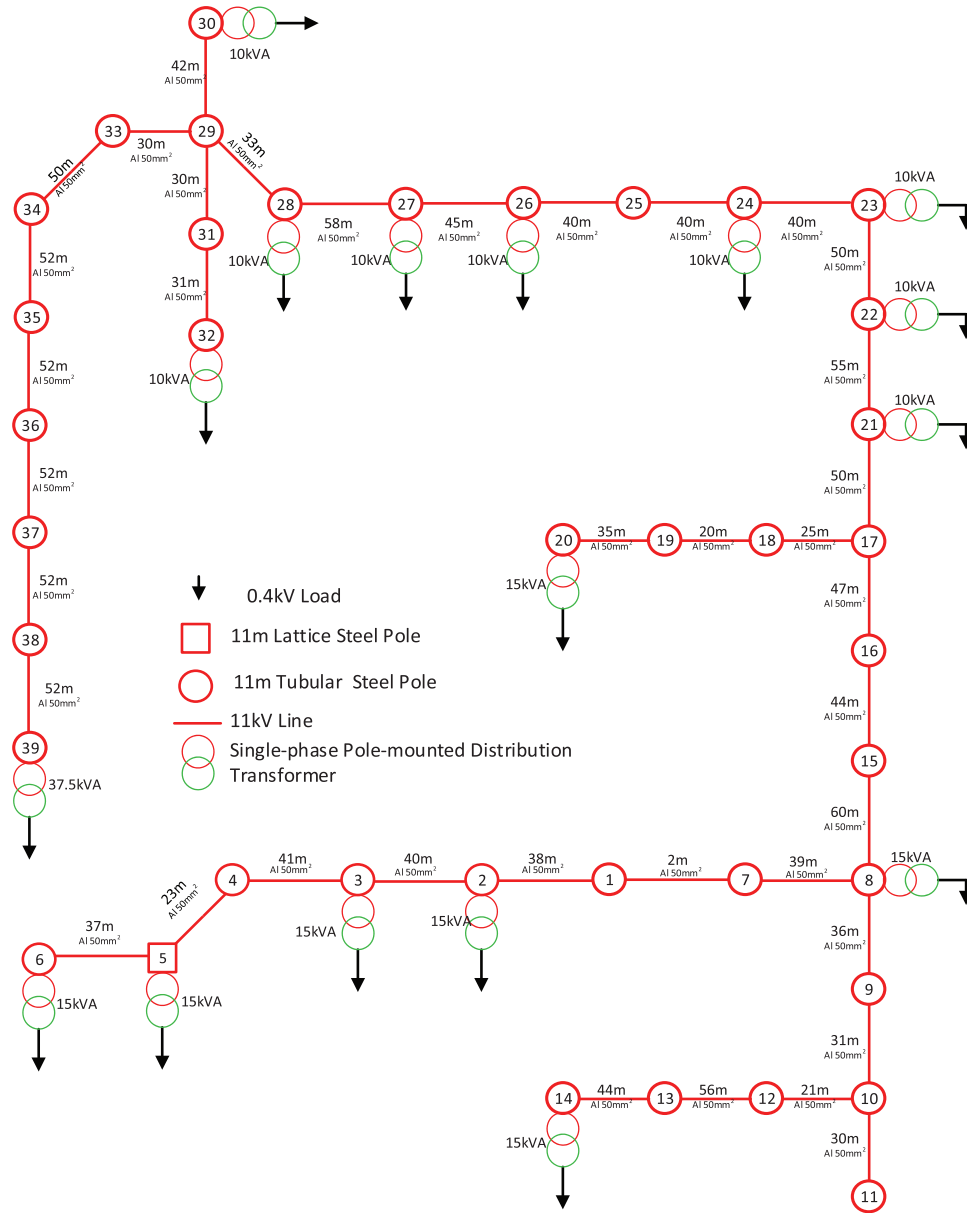 30
10kVA
42m
Al 50mm²
33
29
30m
Al 50mm²
33m
Al 50mm²
50m
Al 50mm²
30m
Al 50mm²
34
28
27
26
25
24
23
10kVA
58m
Al 50mm²
45m
Al 50mm²
40m
Al 50mm²
40m
Al 50mm²
40m
Al 50mm²
31
10kVA
10kVA
10kVA
10kVA
50m
Al 50mm²
52m
Al 50mm²
31m
Al 50mm²
10kVA
35
32
22
52m
Al 50mm²
10kVA
55m
Al 50mm²
10kVA
36
21
52m
Al 50mm²
50m
Al 50mm²
37
20
35m
Al 50mm²
19
20m
Al 50mm²
18
25m
Al 50mm²
17
15kVA
52m
Al 50mm²
47m
Al 50mm²
0.4kV Load
38
11m Lattice Steel Pole
16
11m Tubular Steel Pole
52m
Al 50mm²
44m
Al 50mm²
11kV Line
39
Single-phase Pole-mounted Distribution
Transformer
37.5kVA
15
60m
Al 50mm²
4
41m
Al 50mm²
3
40m
Al 50mm²
2
38m
Al 50mm²
1
2m
Al 50mm²
7
39m
Al 50mm²
8
15kVA
23m
Al 50mm²
15kVA
15kVA
37m
Al 50mm²
36m
Al 50mm²
6
5
9
15kVA
15kVA
31m
Al 50mm²
14
44m
Al 50mm²
13
56m
Al 50mm²
12
21m
Al 50mm²
10
15kVA
30m
Al 50mm²
11